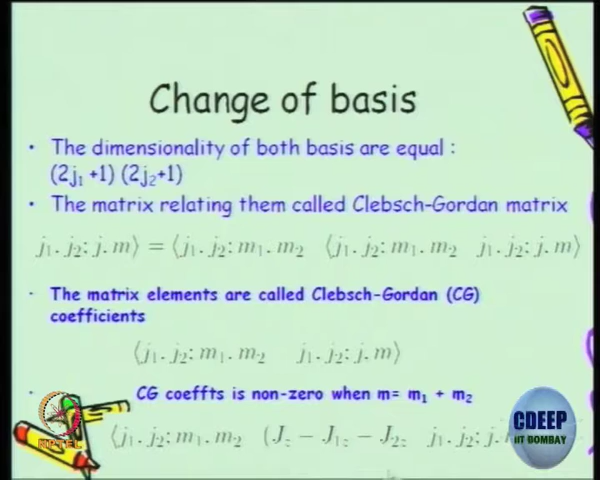 Change of basis
• The dimensionality of both basis are equal :
(2j₁ +1) (2j₂+1)
• The matrix relating them called Clebsch-Gordan matrix
j₁. j₂: j. m⟩ = ⟨j₁. j₂: m₁. m₂ ⟨j₁. j₂: m₁. m₂ j₁. j₂: j. m⟩
• The matrix elements are called Clebsch-Gordan (CG)
coefficients
⟨j₁. j₂: m₁. m₂ j₁. j₂: j. m⟩
• CG coeffts is non-zero when m= m₁ + m₂
⟨j₁. j₂: m₁. m₂ (J_z − J₁z − J₂z j₁. j₂: j.
NPTEL
CDEEP
IIT BOMBAY